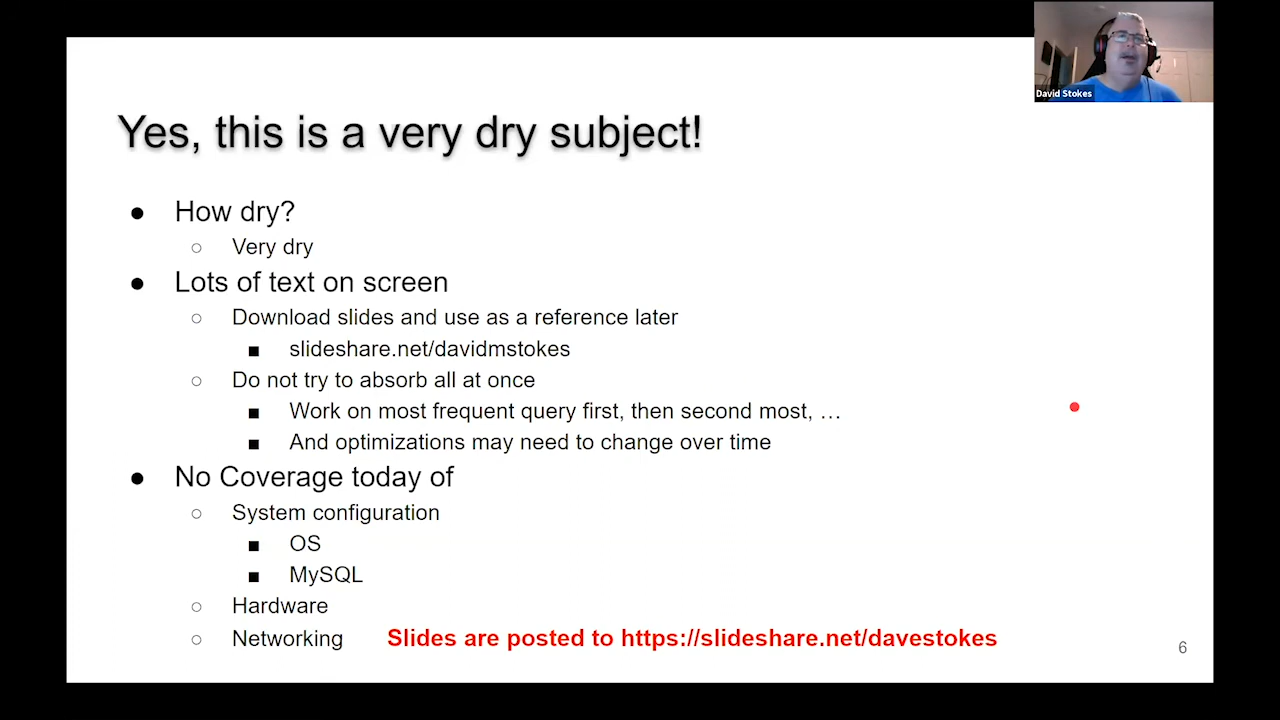 David Stokes
Yes, this is a very dry subject!
● How dry?
○ Very dry
● Lots of text on screen
○ Download slides and use as a reference later
■ slideshare.net/davidmstokes
○ Do not try to absorb all at once
■ Work on most frequent query first, then second most, …
■ And optimizations may need to change over time
● No Coverage today of
○ System configuration
■ OS
■ MySQL
○ Hardware
○ Networking Slides are posted to https://slideshare.net/davestokes
6